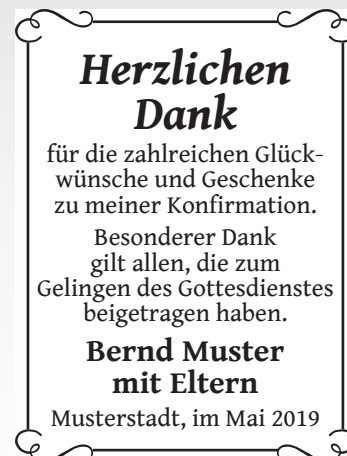 Herzlichen
Dank
für die zahlreichen Glück-
wünsche und Geschenke
zu meiner Konfirmation.
Besonderer Dank
gilt allen, die zum
Gelingen des Gottesdienstes
beigetragen haben.
Bernd Muster
mit Eltern
Musterstadt, im Mai 2019